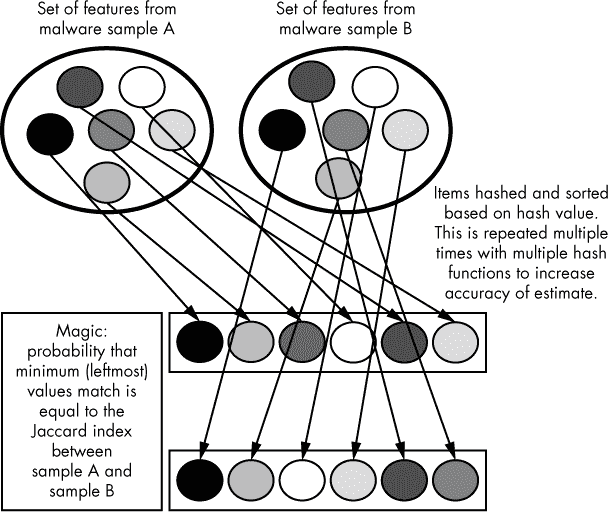 Set of features from
malware sample A
Set of features from
malware sample B
Items hashed and sorted
based on hash value.
This is repeated multiple
times with multiple hash
functions to increase
accuracy of estimate.
Magic:
probability that
minimum (leftmost)
values match is
equal to the
Jaccard index
between
sample A and
sample B